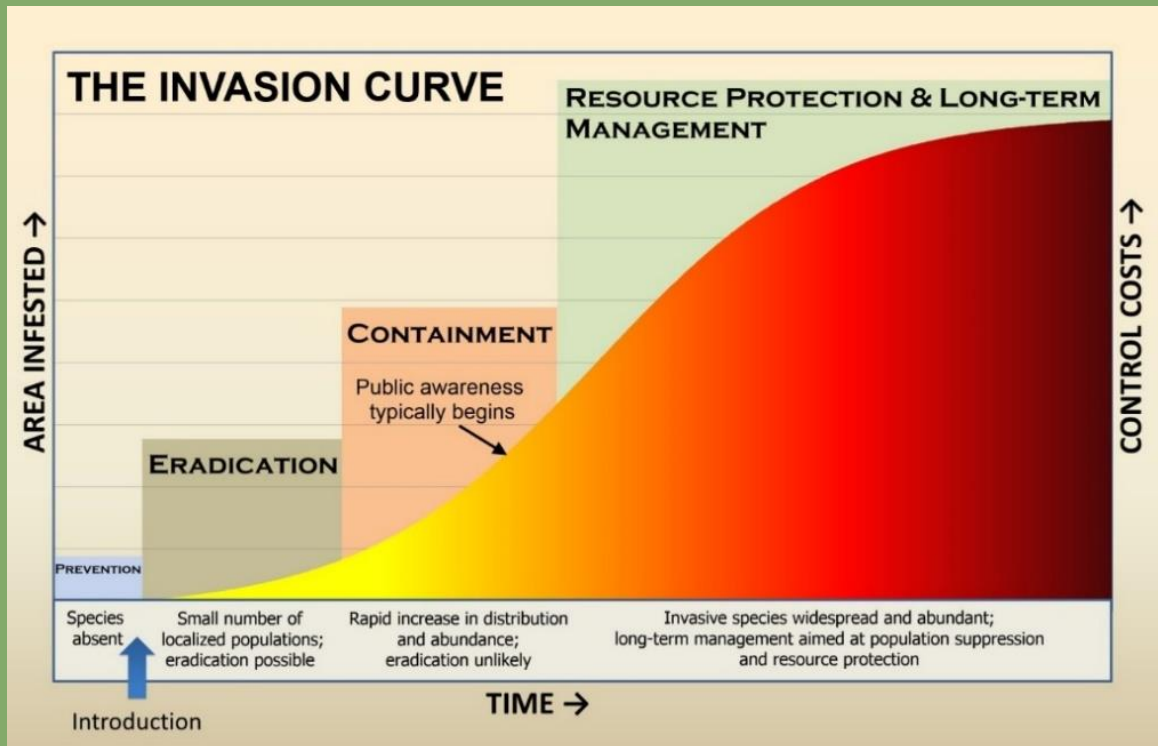 THE INVASION CURVE
RESOURCE PROTECTION & LONG-TERM
MANAGEMENT
AREA INFESTED →
CONTROL COSTS →
CONTAINMENT
Public awareness
typically begins
ERADICATION
PREVENTION
Species
absent
Small number of
localized populations;
eradication possible
Rapid increase in distribution
and abundance;
eradication unlikely
Invasive species widespread and abundant;
long-term management aimed at population suppression
and resource protection
TIME →
Introduction